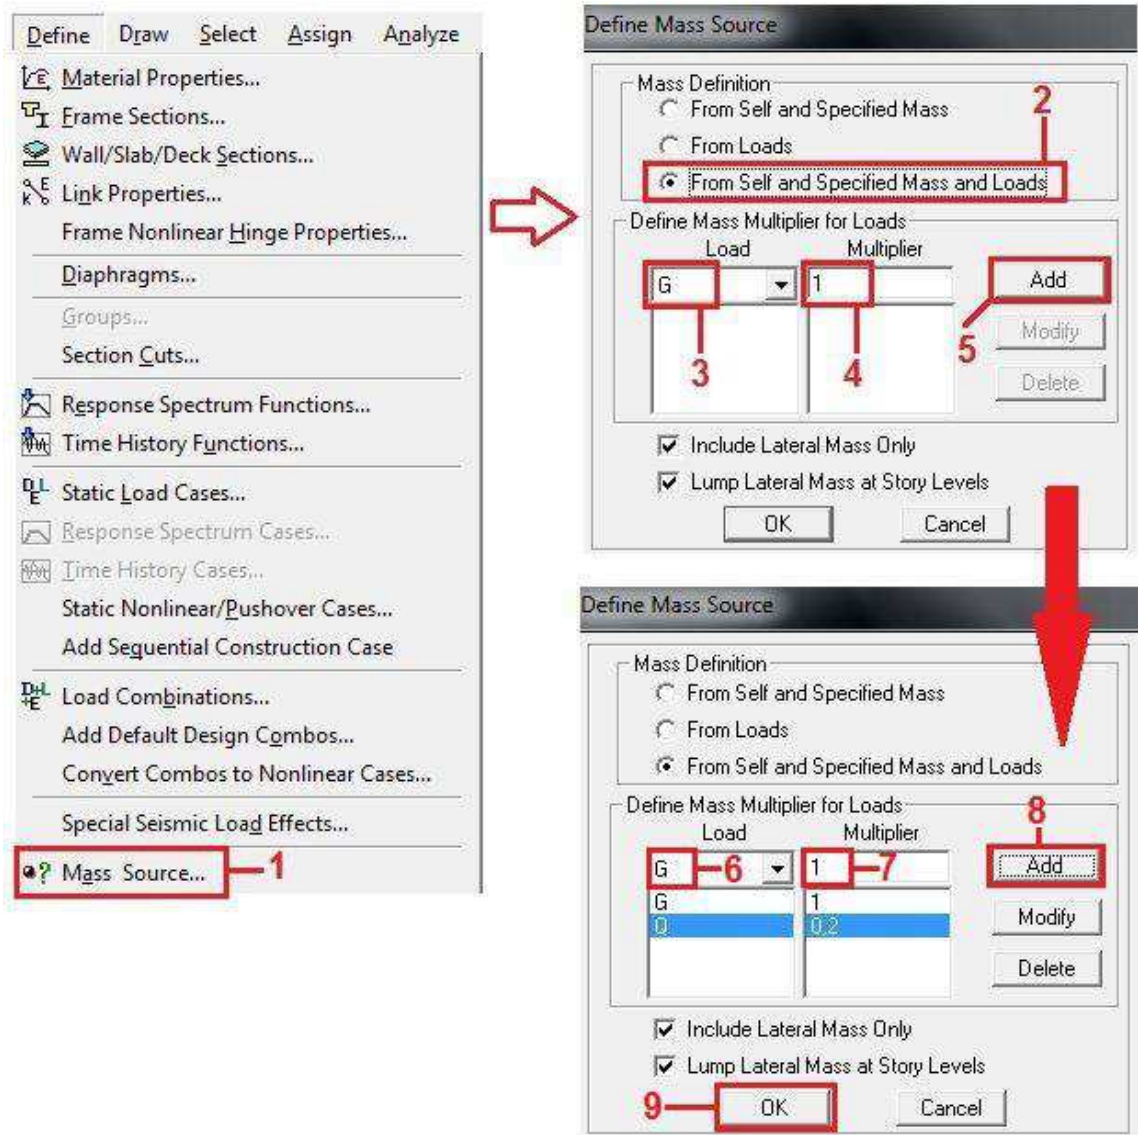 Define Draw Select Assign Analyze
Material Properties...
Frame Sections...
Wall/Slab/Deck Sections...
Link Properties...
Frame Nonlinear Hinge Properties...
Diaphragms...
Groups...
Section Cuts...
Response Spectrum Functions...
Time History Functions...
Static Load Cases...
Response Spectrum Cases...
Time History Cases...
Static Nonlinear/Pushover Cases...
Add Sequential Construction Case
Load Combinations...
Add Default Design Combos...
Convert Combos to Nonlinear Cases...
Special Seismic Load Effects...
Mass Source... 1
Define Mass Source
Mass Definition
2
From Self and Specified Mass
From Loads
From Self and Specified Mass and Loads
Define Mass Multiplier for Loads
Load Multiplier
G 1 Add
3 4 5
Modify
Delete
Include Lateral Mass Only
Lump Lateral Mass at Story Levels
OK Cancel
Define Mass Source
Mass Definition
From Self and Specified Mass
From Loads
From Self and Specified Mass and Loads
Define Mass Multiplier for Loads
8
Load Multiplier
G 6 1 7 Add
G 1
Q 0,2
Modify
Delete
Include Lateral Mass Only
Lump Lateral Mass at Story Levels
9 OK Cancel